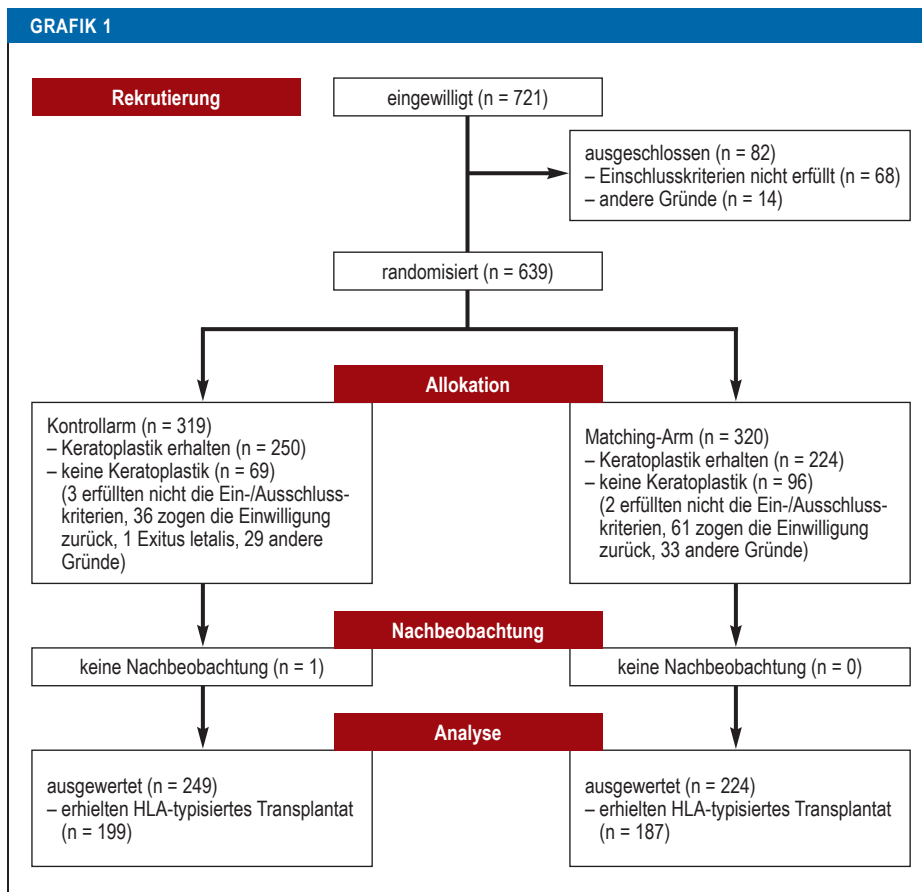 GRAFIK 1
Rekrutierung
eingewilligt (n = 721)
ausgeschlossen (n = 82)
– Einschlusskriterien nicht erfüllt (n = 68)
– andere Gründe (n = 14)
randomisiert (n = 639)
Allokation
Kontrollarm (n = 319)
– Keratoplastik erhalten (n = 250)
– keine Keratoplastik (n = 69)
(3 erfüllten nicht die Ein-/Ausschluss-
kriterien, 36 zogen die Einwilligung
zurück, 1 Exitus letalis, 29 andere
Gründe)
Matching-Arm (n = 320)
– Keratoplastik erhalten (n = 224)
– keine Keratoplastik (n = 96)
(2 erfüllten nicht die Ein-/Ausschluss-
kriterien, 61 zogen die Einwilligung
zurück, 33 andere Gründe)
Nachbeobachtung
keine Nachbeobachtung (n = 1)
keine Nachbeobachtung (n = 0)
Analyse
ausgewertet (n = 249)
– erhielten HLA-typisiertes Transplantat
(n = 199)
ausgewertet (n = 224)
– erhielten HLA-typisiertes Transplantat
(n = 187)